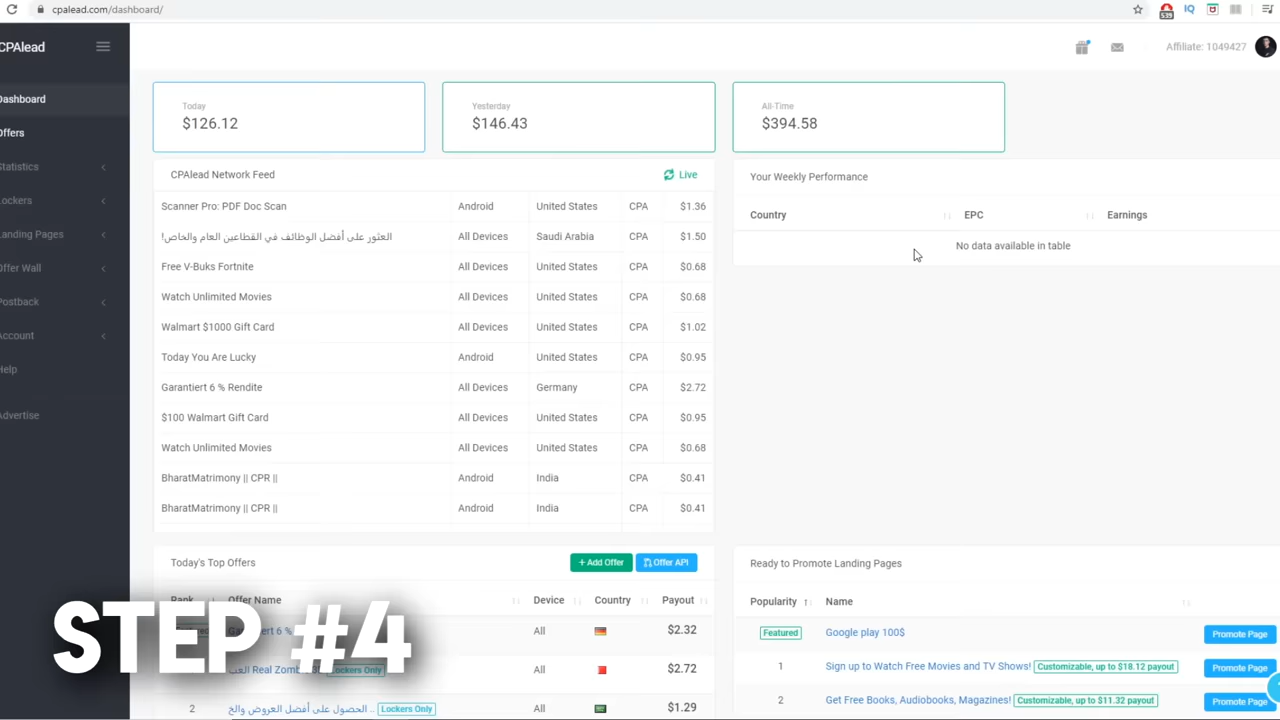 cpalead.com/dashboard/
539
IQ
CPAlead
Affiliate: 1049427
Dashboard
Offers
Statistics
Lockers
Landing Pages
Offer Wall
Postback
Account
Help
Advertise
Today
$126.12
Yesterday
$146.43
All-Time
$394.58
CPAlead Network Feed
Live
Scanner Pro: PDF Doc Scan Android United States CPA $1.36
العثور على أفضل الوظائف في القطاعين العام والخاص! All Devices Saudi Arabia CPA $1.50
Free V-Buks Fortnite All Devices United States CPA $0.68
Watch Unlimited Movies All Devices United States CPA $0.68
Walmart $1000 Gift Card All Devices United States CPA $1.02
Today You Are Lucky Android United States CPA $0.95
Garantiert 6 % Rendite All Devices Germany CPA $2.72
$100 Walmart Gift Card All Devices United States CPA $0.95
Watch Unlimited Movies All Devices United States CPA $0.68
BharatMatrimony || CPR || Android India CPA $0.41
BharatMatrimony || CPR || Android India CPA $0.41
Your Weekly Performance
Country EPC Earnings
No data available in table
Today's Top Offers
+ Add Offer
Offer API
Rank Offer Name Device Country Payout
6 % All $2.32
Real Lockers Only All $2.72
2 الحصول على أفضل العروض والخ .. Lockers Only All $1.29
Ready to Promote Landing Pages
Popularity Name
Featured Google play 100$ Promote Page
1 Sign up to Watch Free Movies and TV Shows! Customizable, up to $18.12 payout Promote Page
2 Get Free Books, Audiobooks, Magazines! Customizable, up to $11.32 payout Promote Page
STEP #4